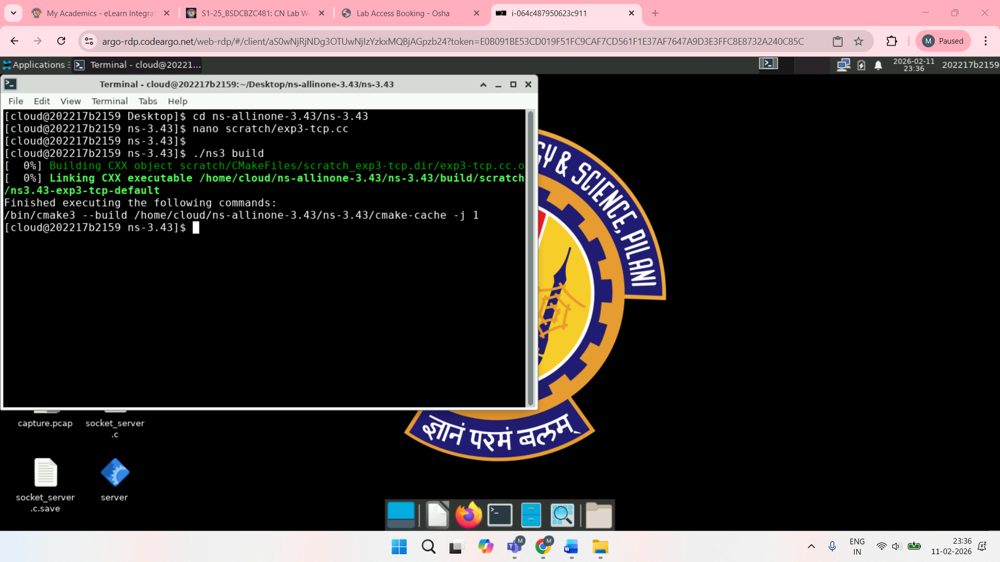 My Academics - eLearn Integrat
S1-25_BSDCBZC481: CN Lab Wo
Lab Access Booking - Osha
i-064c487950623c911
argo-rdp.codeargo.net/web-rdp/#/client/aS0wNjRjNDg3OTUwNjIzYzkxMQBjAGpzb24?token=E0B091BE53CD019F51FC9CAF7CD561F1E37AF7647A9D3E3FFC8E8732A240C85C
M Paused
Applications
Terminal - cloud@20221...
2026-02-11
23:36
202217b2159
Terminal - cloud@202217b2159:~/Desktop/ns-allinone-3.43/ns-3.43
File Edit View Terminal Tabs Help
[cloud@202217b2159 Desktop]$ cd ns-allinone-3.43/ns-3.43
[cloud@202217b2159 ns-3.43]$ nano scratch/exp3-tcp.cc
[cloud@202217b2159 ns-3.43]$
[cloud@202217b2159 ns-3.43]$ ./ns3 build
[  0%] Building CXX object scratch/CMakeFiles/scratch_exp3-tcp.dir/exp3-tcp.cc.o
[  0%] Linking CXX executable /home/cloud/ns-allinone-3.43/ns-3.43/build/scratch
/ns3.43-exp3-tcp-default
Finished executing the following commands:
/bin/cmake3 --build /home/cloud/ns-allinone-3.43/ns-3.43/cmake-cache -j 1
[cloud@202217b2159 ns-3.43]$
GY & SCIENCE, PILANI
ज्ञानं परमं बलम्
capture.pcap
socket_server
.c
socket_server
.c.save
server
M
M
ENG
IN
23:36
11-02-2026